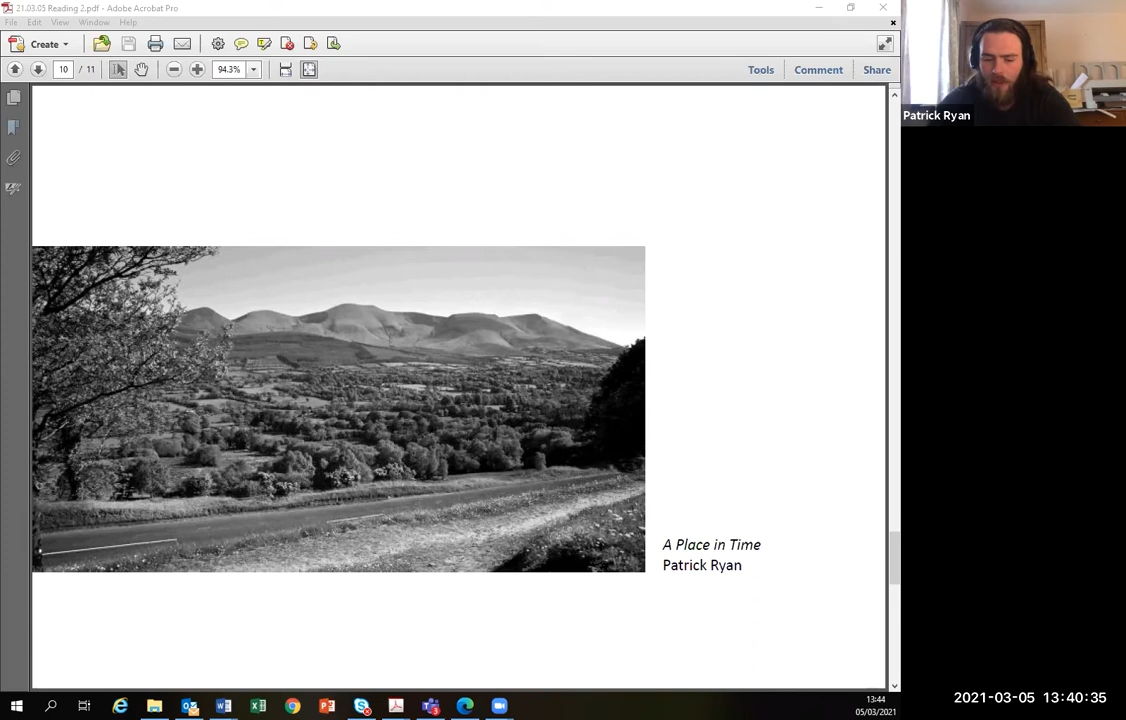 21.03.05 Reading 2.pdf - Adobe Acrobat Pro
File Edit View Window Help
Create
10 / 11
94.3%
Tools Comment Share
Patrick Ryan
A Place in Time
Patrick Ryan
13:44
05/03/2021
2021-03-05 13:40:35